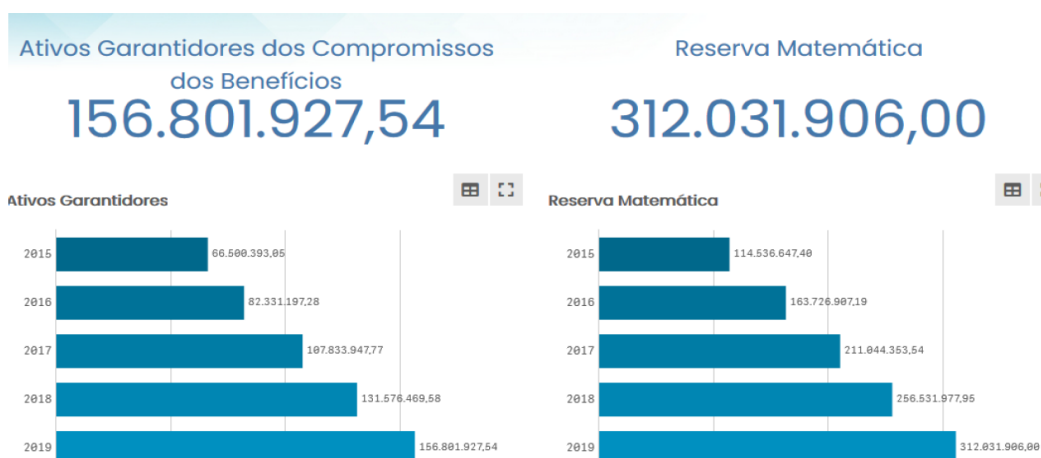 Ativos Garantidores dos Compromissos
dos Benefícios
156.801.927,54
Reserva Matemática
312.031.906,00
Ativos Garantidores
2015 66.500.393,05
2016 82.331.197,28
2017 107.833.947,77
2018 131.576.469,58
2019 156.801.927,54
Reserva Matemática
2015 114.536.647,40
2016 163.726.907,19
2017 211.044.353,54
2018 256.531.977,95
2019 312.031.906,00